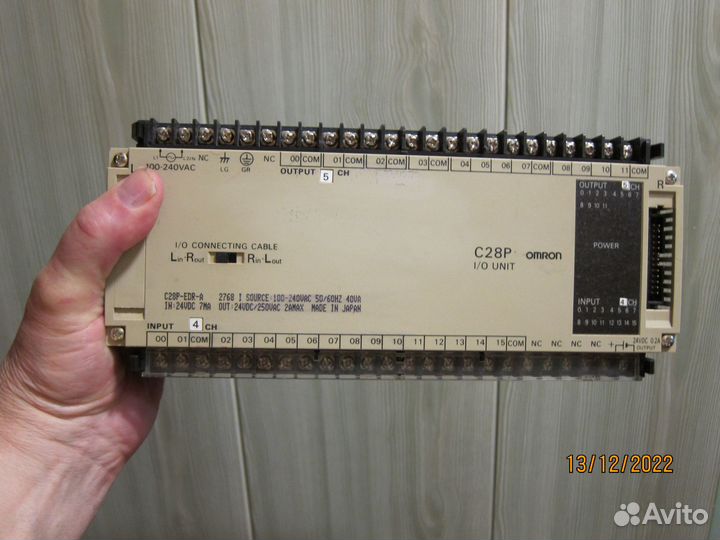 L1 L2/N NC LG GR NC 00 COM 01 COM 02 COM 03 COM 04 05 06 07 08 09 10 11 COM
L 100-240VAC OUTPUT 5 CH R
OUTPUT 5 CH
0 1 2 3 4 5 6 7
8 9 10 11
POWER
I/O CONNECTING CABLE
Lin·Rout Rin·Lout
C28P OMRON
I/O UNIT
C28P-EDR-A 2768 I SOURCE:100-240VAC 50/60HZ 40VA
IN:24VDC 7MA OUT:24VDC/250VAC 2AMAX MADE IN JAPAN
INPUT 4 CH
0 1 2 3 4 5 6 7
8 9 10 11 12 13 14 15
INPUT 4 CH
24VDC 0.2A
00 01 COM 02 03 04 05 06 07 08 09 10 11 12 13 14 15 COM NC NC NC NC + - OUTPUT
13/12/2022
Avito